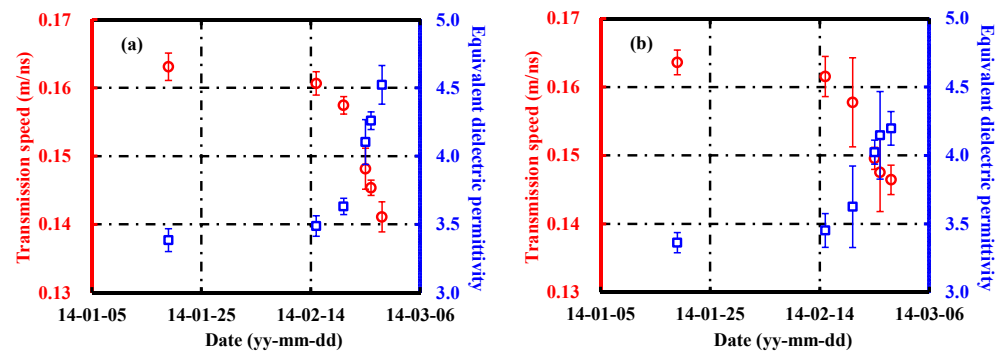 (a)
Transmission speed (m/ns)
0.17
0.16
0.15
0.14
0.13
5.0
4.5
4.0
3.5
3.0
Equivalent dielectric permittivity
14-01-05 14-01-25 14-02-14 14-03-06
Date (yy-mm-dd)
(b)
Transmission speed (m/ns)
0.17
0.16
0.15
0.14
0.13
5.0
4.5
4.0
3.5
3.0
Equivalent dielectric permittivity
14-01-05 14-01-25 14-02-14 14-03-06
Date (yy-mm-dd)